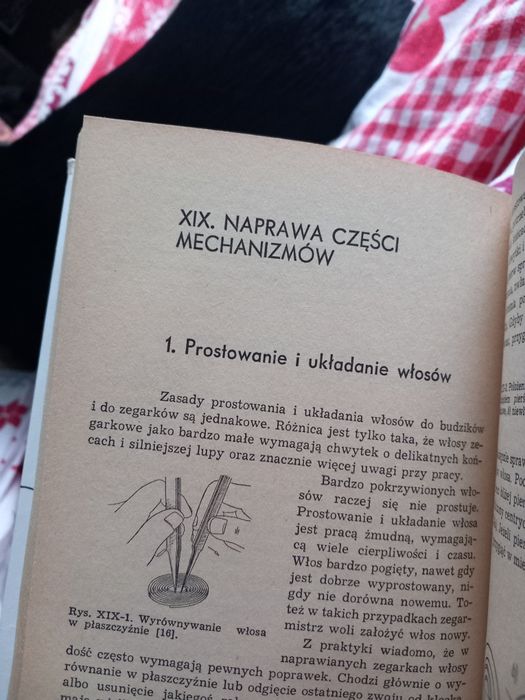 XIX. NAPRAWA CZĘŚCI
MECHANIZMÓW
1. Prostowanie i układanie włosów
Zasady prostowania i układania włosów do budzików
i do zegarków są jednakowe. Różnica jest tylko taka, że włosy ze-
garkowe jako bardzo małe wymagają chwytek o delikatnych koń-
cach i silniejszej lupy oraz znacznie więcej uwagi przy pracy.
Bardzo pokrzywionych wło-
sów raczej się nie prostuje.
Prostowanie i układanie włosa
jest pracą żmudną, wymagają-
cą wiele cierpliwości i czasu.
Włos bardzo pogięty, nawet gdy
jest dobrze wyprostowany, ni-
gdy nie dorówna nowemu. To-
też w takich przypadkach zegar-
mistrz woli założyć włos nowy.
Z praktyki wiadomo, że w
naprawianych zegarkach włosy
Rys. XIX-1. Wyrównywanie włosa
w płaszczyźnie [16].
dość często wymagają pewnych poprawek. Chodzi głównie o wy-
równanie w płaszczyźnie lub odgięcie ostatniego zwoju od klocka
albo usunięcie jakiegoś